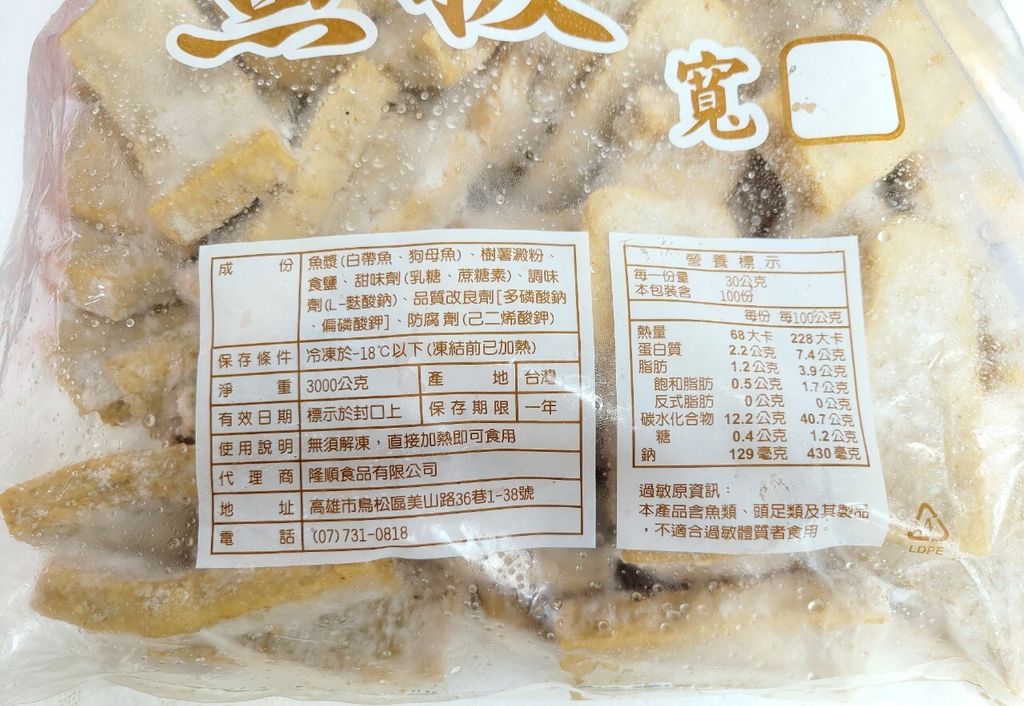 寬
成份 魚漿(白帶魚、狗母魚)、樹薯澱粉、
食鹽、甜味劑(乳糖、蔗糖素)、調味
劑(L-麩酸鈉)、品質改良劑[多磷酸鈉
、偏磷酸鉀]、防腐劑(己二烯酸鉀)
保存條件 冷凍於-18℃以下(凍結前已加熱)
淨重 3000公克 產地 台灣
有效日期 標示於封口上 保存期限 一年
使用說明 無須解凍，直接加熱即可食用
代理商 隆順食品有限公司
地址 高雄市鳥松區美山路36巷1-38號
電話 (07)731-0818
營養標示
每一份量 30公克
本包裝含 100份
每份 每100公克
熱量 68大卡 228大卡
蛋白質 2.2公克 7.4公克
脂肪 1.2公克 3.9公克
飽和脂肪 0.5公克 1.7公克
反式脂肪 0公克 0公克
碳水化合物 12.2公克 40.7公克
糖 0.4公克 1.2公克
鈉 129毫克 430毫克
過敏原資訊：
本產品含魚類、頭足類及其製品
，不適合過敏體質者食用。
4
LDPE